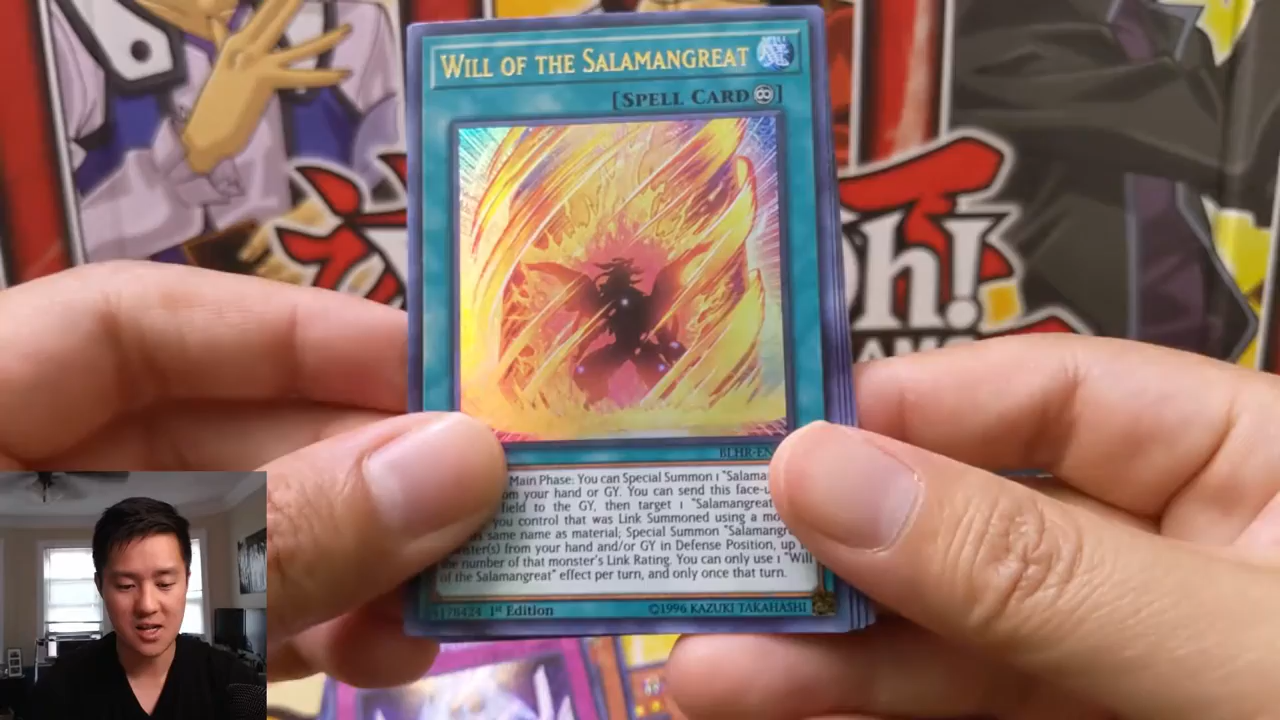 WILL OF THE SALAMANGREAT
[SPELL CARD]
BLHR-EN
Main Phase: You can Special Summon 1 "Salama
your hand or GY. You can send this face-u
field to the GY, then target 1 "Salamangreat
you control that was Link Summoned using a mo
same name as material; Special Summon "Salamangr
from your hand and/or GY in Defense Position, up
the number of that monster's Link Rating. You can only use 1 "Will
of the Salamangreat" effect per turn, and only once that turn.
1st Edition
©1996 KAZUKI TAKAHASHI
Oh!